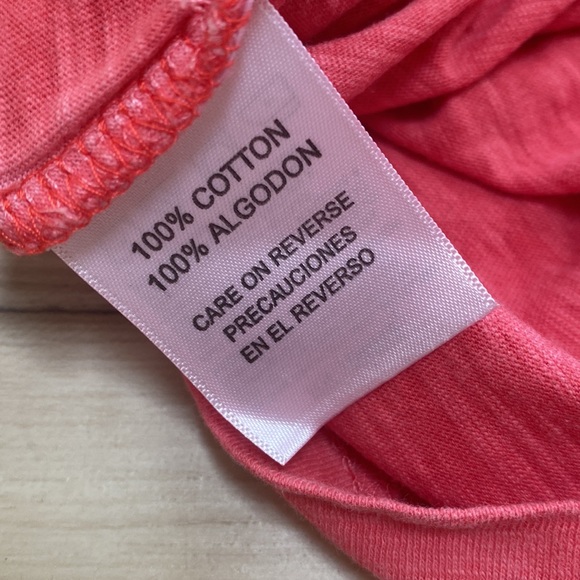 100% COTTON
100% ALGODON
CARE ON REVERSE
PRECAUCIONES
EN EL REVERSO